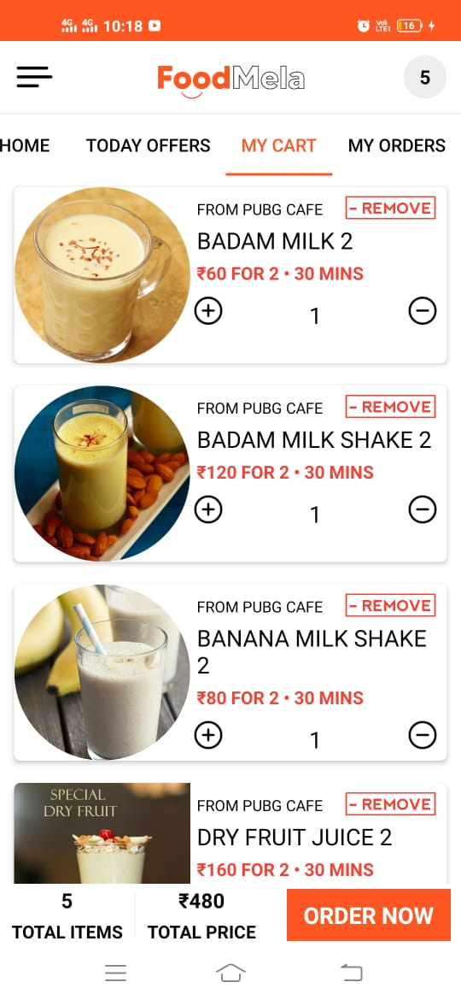 4G 4G 10:18 VoI) LTE1 16
FoodMela 5
HOME TODAY OFFERS MY CART MY ORDERS
FROM PUBG CAFE - REMOVE
BADAM MILK 2
₹60 FOR 2 • 30 MINS
1
FROM PUBG CAFE - REMOVE
BADAM MILK SHAKE 2
₹120 FOR 2 • 30 MINS
1
FROM PUBG CAFE - REMOVE
BANANA MILK SHAKE
2
₹80 FOR 2 • 30 MINS
1
SPECIAL
DRY FRUIT
FROM PUBG CAFE - REMOVE
DRY FRUIT JUICE 2
₹160 FOR 2 • 30 MINS
5 ₹480
TOTAL ITEMS TOTAL PRICE ORDER NOW